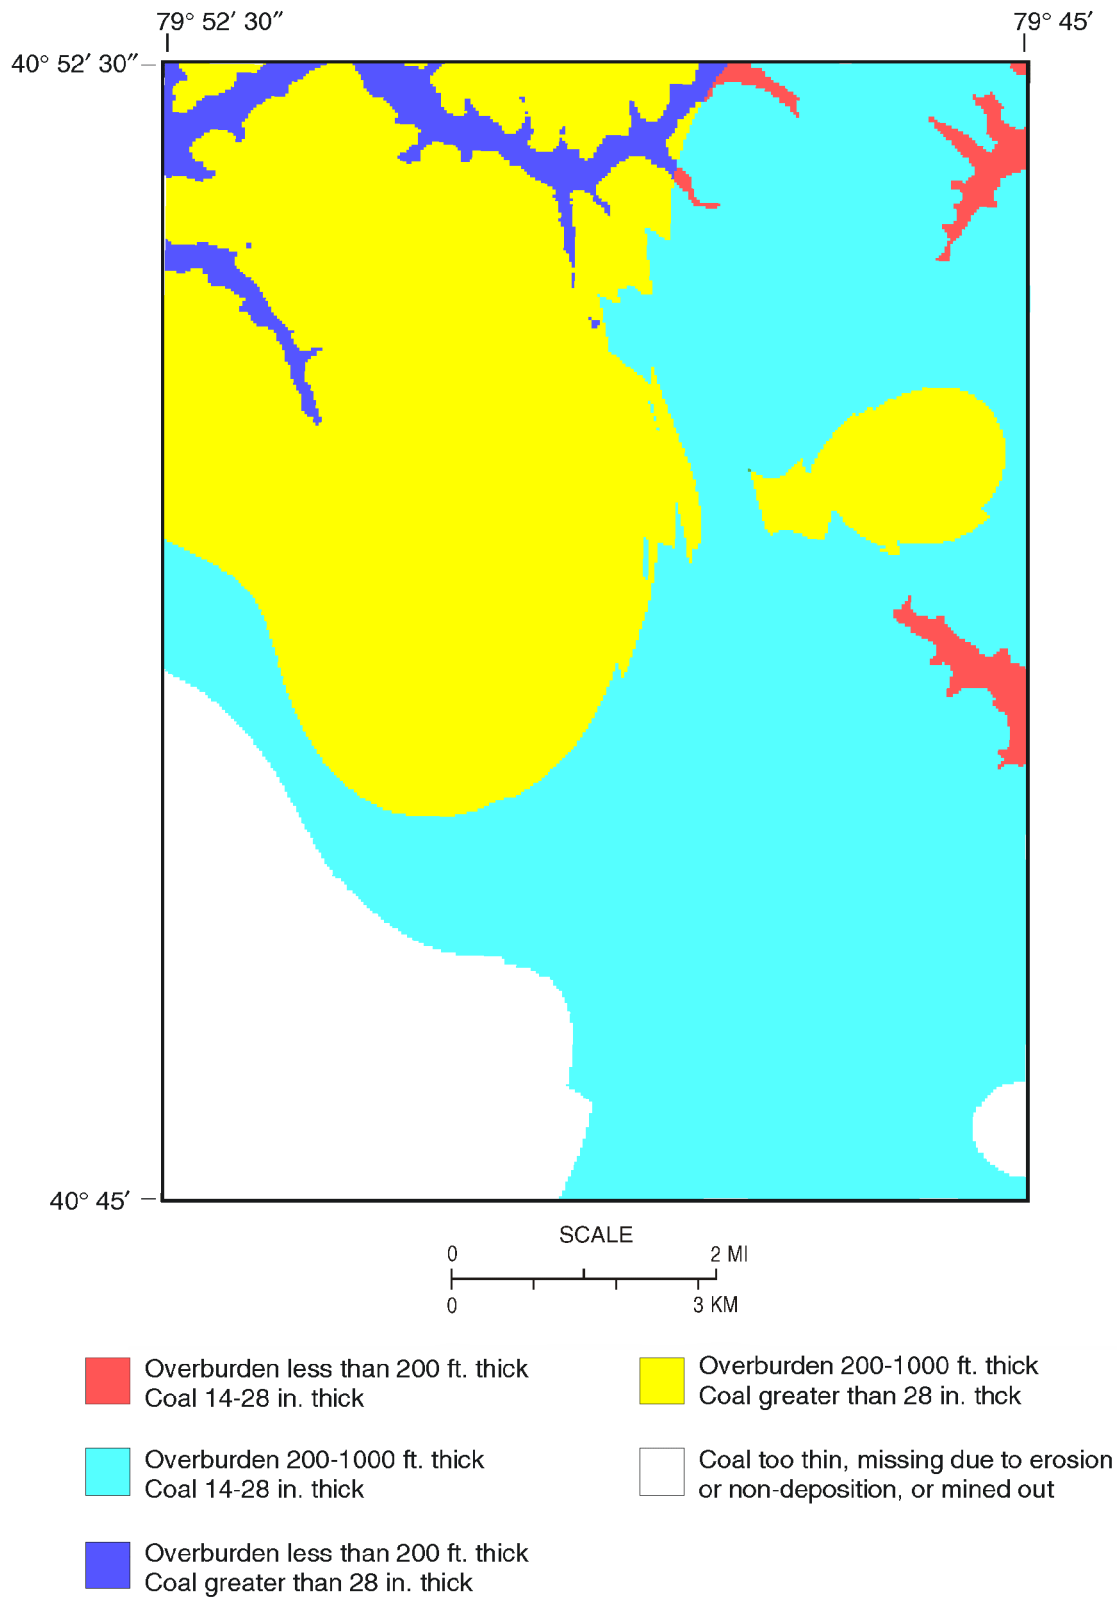 79° 52′ 30″ 79° 45′
40° 52′ 30″
40° 45′
SCALE
0 2 MI
0 3 KM
Overburden less than 200 ft. thick
Coal 14-28 in. thick
Overburden 200-1000 ft. thick
Coal greater than 28 in. thck
Overburden 200-1000 ft. thick
Coal 14-28 in. thick
Coal too thin, missing due to erosion
or non-deposition, or mined out
Overburden less than 200 ft. thick
Coal greater than 28 in. thick